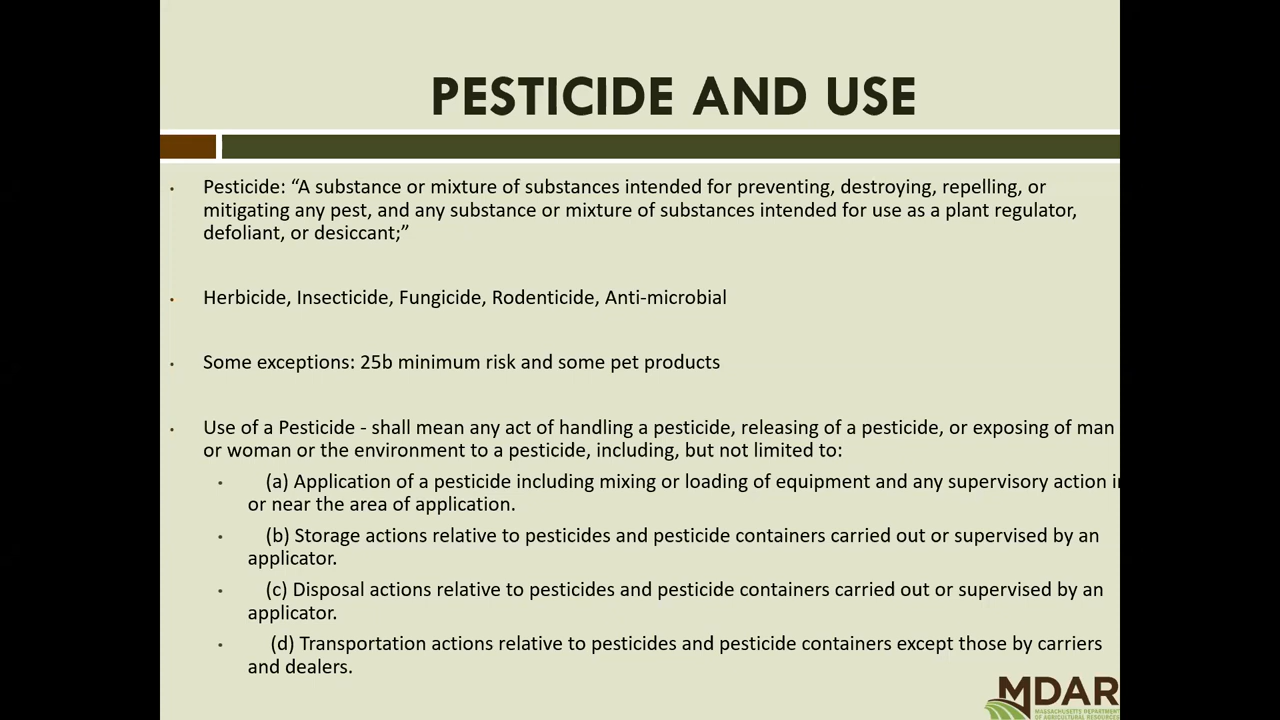 PESTICIDE AND USE
• Pesticide: “A substance or mixture of substances intended for preventing, destroying, repelling, or
mitigating any pest, and any substance or mixture of substances intended for use as a plant regulator,
defoliant, or desiccant;”
• Herbicide, Insecticide, Fungicide, Rodenticide, Anti-microbial
• Some exceptions: 25b minimum risk and some pet products
• Use of a Pesticide - shall mean any act of handling a pesticide, releasing of a pesticide, or exposing of man
or woman or the environment to a pesticide, including, but not limited to:
• (a) Application of a pesticide including mixing or loading of equipment and any supervisory action in
or near the area of application.
• (b) Storage actions relative to pesticides and pesticide containers carried out or supervised by an
applicator.
• (c) Disposal actions relative to pesticides and pesticide containers carried out or supervised by an
applicator.
• (d) Transportation actions relative to pesticides and pesticide containers except those by carriers
and dealers.
MDAR
MASSACHUSETTS DEPARTMENT
OF AGRICULTURAL RESOURCES